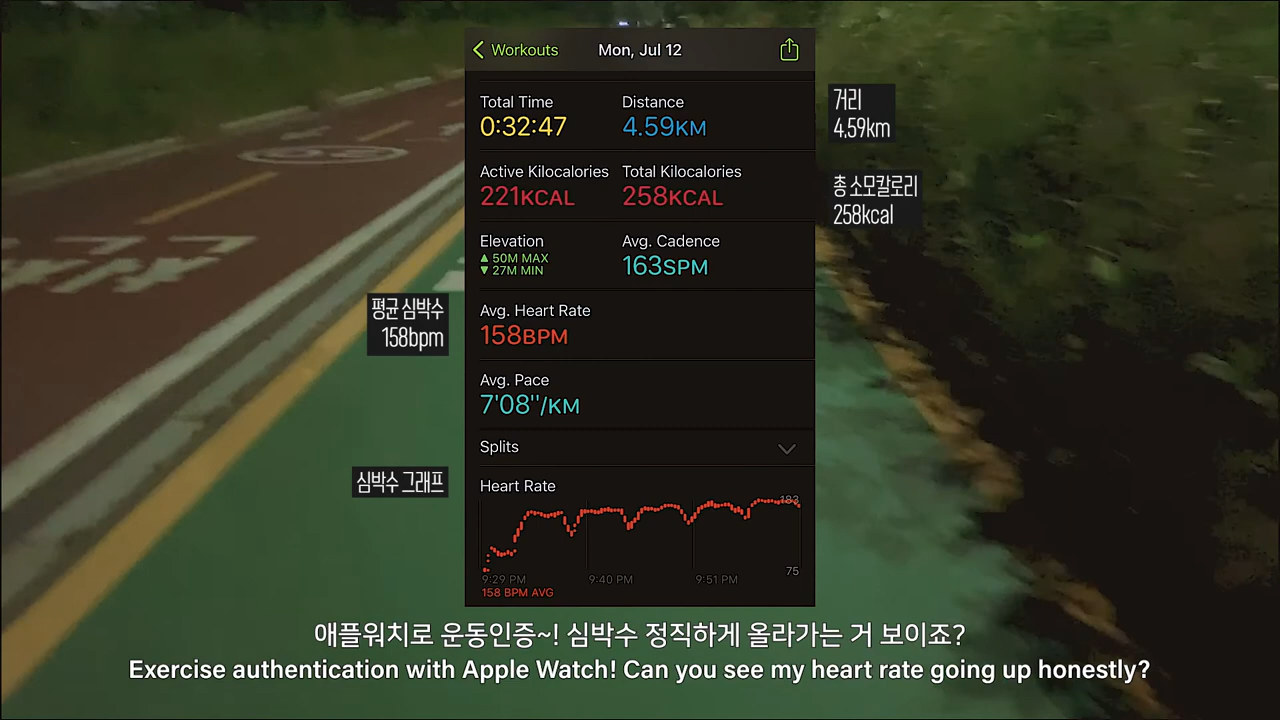 Workouts
Mon, Jul 12
Total Time
0:32:47
Distance
4.59KM
Active Kilocalories
221KCAL
Total Kilocalories
258KCAL
Elevation
▲ 50M MAX
▼ 27M MIN
Avg. Cadence
163SPM
Avg. Heart Rate
158BPM
Avg. Pace
7'08''/KM
Splits
Heart Rate
183
75
9:29 PM
9:40 PM
9:51 PM
158 BPM AVG
거리
4.59km
총 소모칼로리
258kcal
평균 심박수
158bpm
심박수 그래프
애플워치로 운동인증~! 심박수 정직하게 올라가는 거 보이죠?
Exercise authentication with Apple Watch! Can you see my heart rate going up honestly?